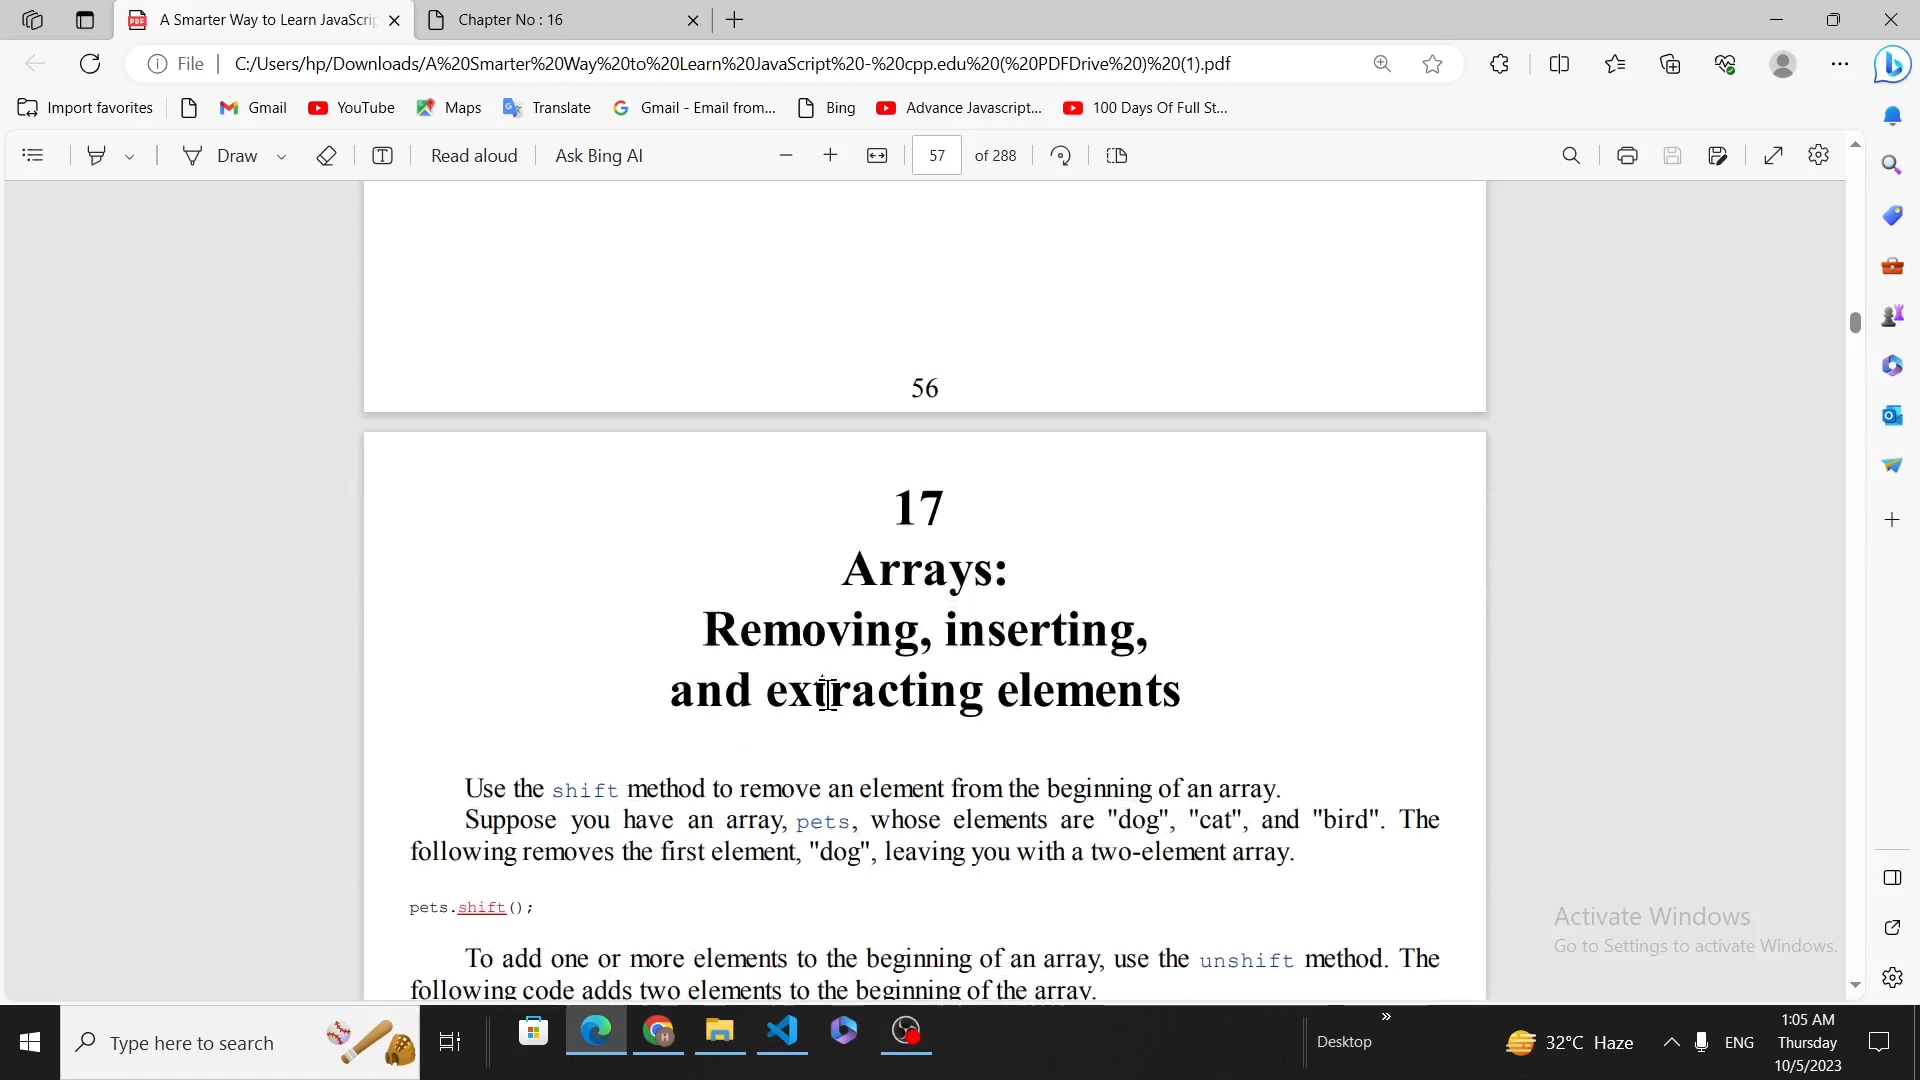 A Smarter Way to Learn JavaScrip
Chapter No : 16
File
C:/Users/hp/Downloads/A%20Smarter%20Way%20to%20Learn%20JavaScript%20-%20cpp.edu%20(%20PDFDrive%20)%20(1).pdf
Import favorites
Gmail
YouTube
Maps
Translate
Gmail - Email from...
Bing
Advance Javascript...
100 Days Of Full St...
Draw
Read aloud
Ask Bing AI
57
of 288
56
17
Arrays:
Removing, inserting,
and extracting elements
Use the shift method to remove an element from the beginning of an array.
Suppose you have an array, pets, whose elements are "dog", "cat", and "bird". The
following removes the first element, "dog", leaving you with a two-element array.
pets.shift();
To add one or more elements to the beginning of an array, use the unshift method. The
following code adds two elements to the beginning of the array.
Activate Windows
Go to Settings to activate Windows.
Type here to search
Desktop
32°C Haze
ENG
1:05 AM
Thursday
10/5/2023